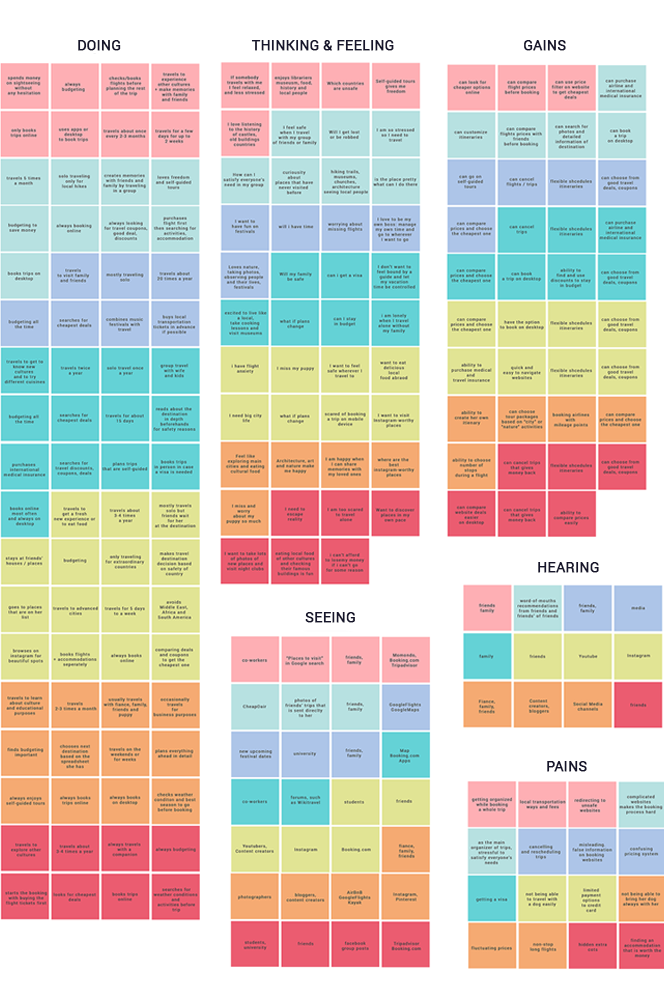 DOING
spends money
on sightseeing
without
any hesitation
always
budgeting
checks/books
flights before
planning the rest
of the trip
travels to
experience
other cultures
+ make memories
with family
and friends
only books
trips online
uses apps or
desktop
to book trips
travels about once
every 2-3 months
travels for a few
days for up to
2 weeks
travels 5 times
a month
solo traveling
only for
local hikes
creates memories
with friends and
family by traveling
in a group
loves freedom
and self-guided
tours
budgeting to
save money
always booking
online
always looking
for travel coupons,
good deal,
discounts
purchases
flight first
then searching for
activities,
accommodation
books trips on
desktop
travels
to visit family
and friends
mostly traveling
solo
travels about
20 times a year
budgeting all
the time
searches for
cheapest deals
combines music
festivals with
travel
buys local
transportation
tickets in advance
if possible
travels to get to
know new
cultures and
to try
different cuisines
travels twice
a year
solo travel once
a year
group travel
with wife
and kids
budgeting all
the time
searches for
cheapest deals
travels for about
15 days
reads about the
destination
in depth
beforehands
for safety reasons
purchases
international
medical insurance
searches for
travel discounts,
coupons, deals
plans trips
that are self-guided
books trips
in person in case
a visa is needed
books online
most often
and always on
desktop
travels to
get a fresh
new experience or
to eat food
travels about
3-4 times
a year
mostly travels
solo but
friends wait
for her
at the destination
stays at friends'
houses / places
budgeting
only traveling for
extraordinary
countries
makes travel
destination
decision based
on safety of
country
goes to places
that are on her
list
travels to advanced
cities
travels for 5 days
to a week
avoids
Middle East,
Africa and
South America
browses on
Instagram for
beautiful spots
books flights
+ accommodations
seperately
always books
online
comparing deals
and coupons
to get the
cheapest one
travels to learn
about culture
and educational
purposes
travels
2-3 times a month
usually travels
with fiance, family,
friends and
puppy
occasionally
travels
for
business purposes
finds budgeting
important
chooses next
destination
based on the
spreadsheet
she has
travels on the
weekends or
for weeks
plans everything
ahead in detail
always enjoys
self-guided tours
always books
trips online
always books
on desktop
checks weather
condition and best
season to go
before booking
travels to
explore other
cultures
travels about
3-4 times a year
always travels
with a
companion
always budgeting
starts the booking
with buying the
flight tickets first
looks for cheapest
deals
books trips
online
searches for
weather conditions
and
activities before
trip
THINKING & FEELING
If somebody
travels with me
I feel relaxed,
and less stressed
enjoys libraries
museum, food,
history and
local people
Which countries
are unsafe
Self-guided tours
gives me
freedom
I love listening
to the history
of castles,
old buildings
countries
I feel safe
when I travel
with my group
of friends or family
Will I get lost
or be robbed
I am so stressed
so I need to
travel
How can I
satisfy everyone's
need in my group
curiosity
about
places that have
never visited
before
hiking trails,
museums,
churches,
architecture
seeing local people
is the place pretty
what can I do there
I want to
have fun on
festivals
will I have time
worrying about
missing flights
I love to be my
own boss: manage
my own time and
go to wherever
I want to go
Loves nature,
taking photos,
observing people
and their lives,
festivals
Will my family
be safe
can I get a visa
I don't want to
feel bound by a
guide and let
my vacation
time be controlled
excited to live like
a local,
take cooking
lessons and
visit museums
what if plans
change
can I stay
in budget
I am lonely
when I travel
alone without
my family
I have flight
anxiety
I miss my puppy
I want to
feel safe wherever
I travel to
want to eat
delicious
local
food abroad
I need big city
life
what if plans
change
scared of booking
a trip on mobile
device
I want to visit
instagram-worthy
places
Feel like
exploring main
cities and eating
cultural food
Architecture, art
and nature make
me happy
I am happy when
I can share
memories with
my loved ones
where are the
best
instagram-worthy
places
I miss and
worry
about my
puppy so much
I need to
escape
reality
I am too scared
to travel
alone
Want to discover
places in my
own pace
I want to take lots
of photos of
new places and
visit night clubs
eating local food
of other cultures
and checking
their famous
buildings is fun
I can't afford
to lose my money
if I can't go
for some reason
GAINS
can look for
cheaper options
online
can compare
flight prices
before booking
can use price
filter on website
to get cheapest
deals
can purchase
airline and
international
medical insurance
can customize
itineraries
can compare
flights prices with
friends
before booking
can search for
photos and
detailed
information of
destination
can book
a trip
on desktop
can go on
self-guided
tours
can cancel
flights / trips
flexible shcedules
itineraries
can choose from
good travel
deals, coupons
can compare
prices and choose
the cheapest one
can cancel
trips
flexible shcedules
itineraries
can purchase
airline and
international
medical insurance
can compare
prices and choose
the cheapest one
can book
a trip on desktop
ability to
find and use
discounts to stay
in budget
can choose from
good travel
deals, coupons
can compare
prices and choose
the cheapest one
have the option
to book on desktop
flexible shcedules
itineraries
can choose from
good travel
deals, coupons
ability to
purchase medical
and
travel insurance
quick and
easy to navigate
websites
flexible shcedules
itineraries
can choose from
good travel
deals, coupons
ability to
create her own
itinerary
can choose
tour packages
based on "city" or
"nature" activities
booking airlines
with
mileage points
can compare
prices and choose
the cheapest one
ability to choose
number of
stops
during a flight
can cancel trips
that gives
money back
flexible shcedules
itineraries
can choose from
good travel
deals, coupons
can compare
website deals
easier on
desktop
can cancel trips
that gives
money back
ability to
compare prices
easily
HEARING
friends
family
word-of-mouths
recommendations
from friends and
friends' of friends
friends,
family
media
family
friends
Youtube
Instagram
Fiance,
family,
friends
Content
creators,
bloggers
Social Media
channels
friends
SEEING
co-workers
"Places to visit"
in Google search
friends,
family
Momondo,
Booking.com
Tripadvisor
CheapOair
photos of
friends' trips that
is sent directly
to her
friends,
family
GoogleFlights
GoogleMaps
new upcoming
festival dates
university
friends,
family
Map
Booking.com
Apps
co-workers
forums, such
as Wikitravel
students
friends
Youtubers,
Content creators
Instagram
Booking.com
fiance,
family,
friends
photographers
bloggers,
content creators
AirBnB
GoogleFlights
Kayak
Instagram,
Pinterest
students,
university
friends
facebook
group posts
Tripadvisor
Booking.com
PAINS
getting organized
while booking
a whole trip
local transportation
ways and fees
redirecting to
unsafe
websites
complicated
websites
makes the booking
process hard
as the main
organizer of trips,
stressful to
satisfy everyone's
needs
cancelling
and rescheduling
trips
misleading
false information
on booking
websites
confusing
pricing system
getting a visa
not being able
to travel with
a dog easily
limited
payment
options
to credit
card
not being able to
bring her dog
always with her
fluctuating prices
non-stop
long flights
hidden extra
costs
finding an
accommodation
that is worth the
money